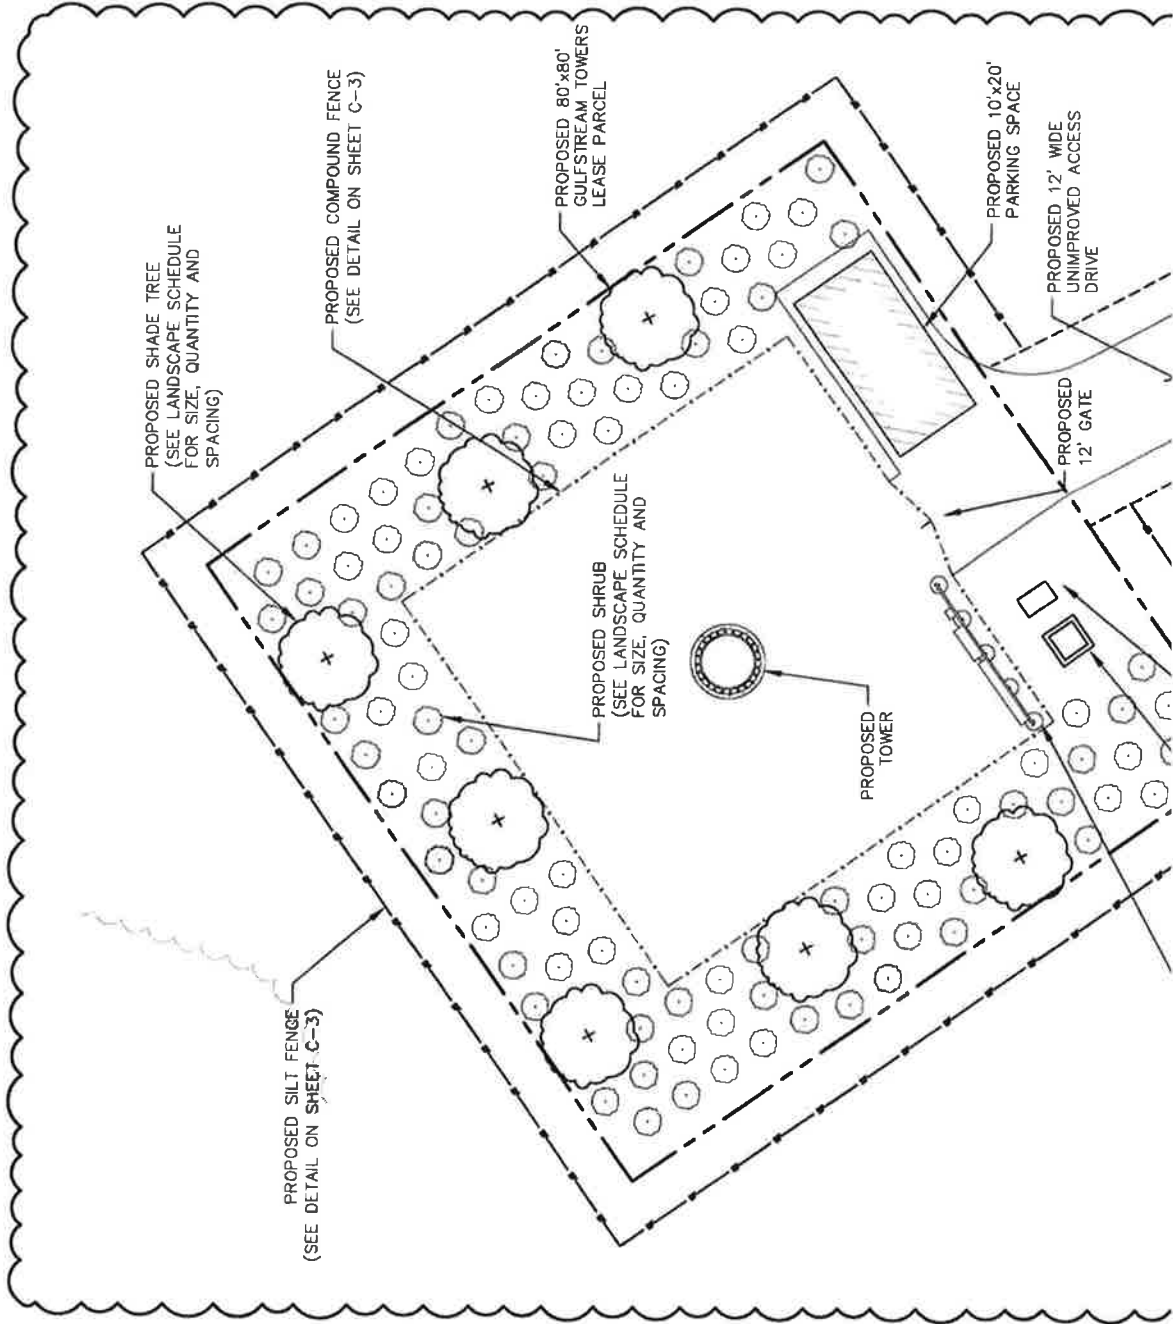 PROPOSED SILT FENCE
(SEE DETAIL ON SHEET C-3)
PROPOSED SHADE TREE
(SEE LANDSCAPE SCHEDULE
FOR SIZE, QUANTITY AND
SPACING)
PROPOSED COMPOUND FENCE
(SEE DETAIL ON SHEET C-3)
PROPOSED 80'x80'
GULFSTREAM TOWERS
LEASE PARCEL
PROPOSED SHRUB
(SEE LANDSCAPE SCHEDULE
FOR SIZE, QUANTITY AND
SPACING)
PROPOSED
TOWER
PROPOSED 10'x20'
PARKING SPACE
PROPOSED 12' WIDE
UNIMPROVED ACCESS
DRIVE
PROPOSED
12' GATE